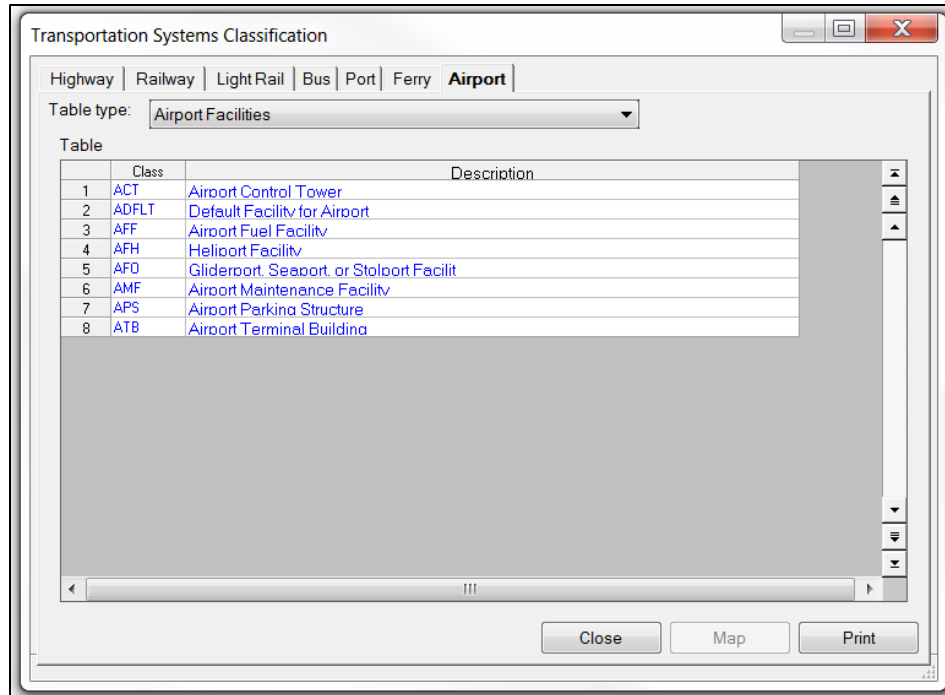 Transportation Systems Classification
Highway Railway Light Rail Bus Port Ferry Airport
Table type: Airport Facilities
Table
Class Description
1 ACT Airport Control Tower
2 ADFLT Default Facility for Airport
3 AFF Airport Fuel Facility
4 AFH Heliport Facility
5 AFO Gliderport, Seaport, or Stolport Facilit
6 AMF Airport Maintenance Facility
7 APS Airport Parking Structure
8 ATB Airport Terminal Building
Close Map Print